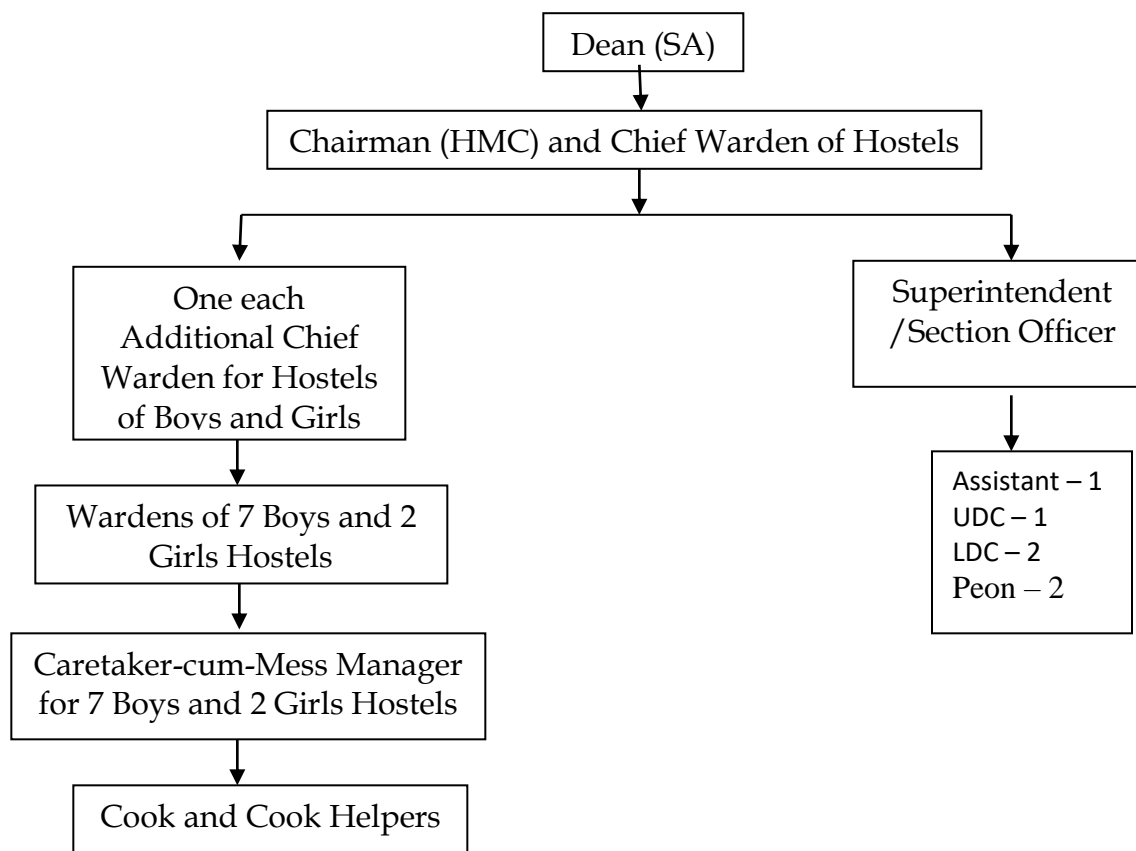 Dean (SA)
Chairman (HMC) and Chief Warden of Hostels
One each
Additional Chief
Warden for Hostels
of Boys and Girls
Superintendent
/Section Officer
Wardens of 7 Boys and 2
Girls Hostels
Assistant – 1
UDC – 1
LDC – 2
Peon – 2
Caretaker-cum-Mess Manager
for 7 Boys and 2 Girls Hostels
Cook and Cook Helpers